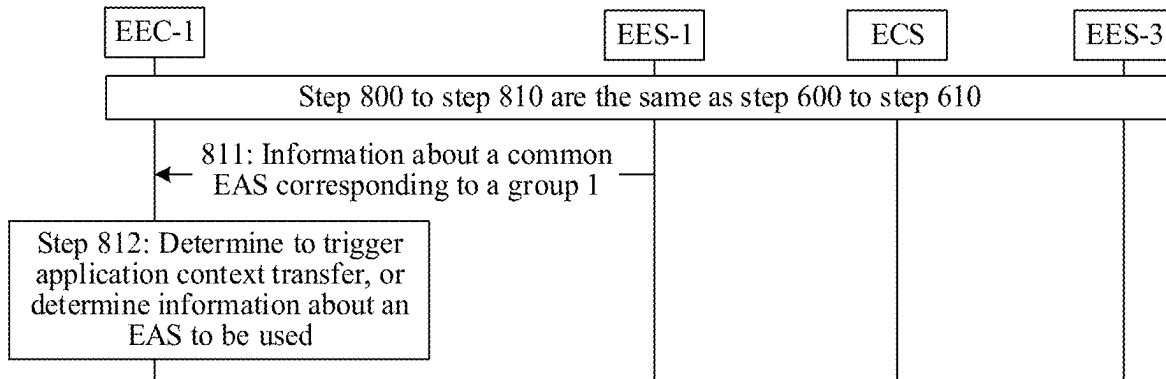 EEC-1
EES-1
ECS
EES-3
Step 800 to step 810 are the same as step 600 to step 610
811: Information about a common
EAS corresponding to a group 1
Step 812: Determine to trigger
application context transfer, or
determine information about an
EAS to be used